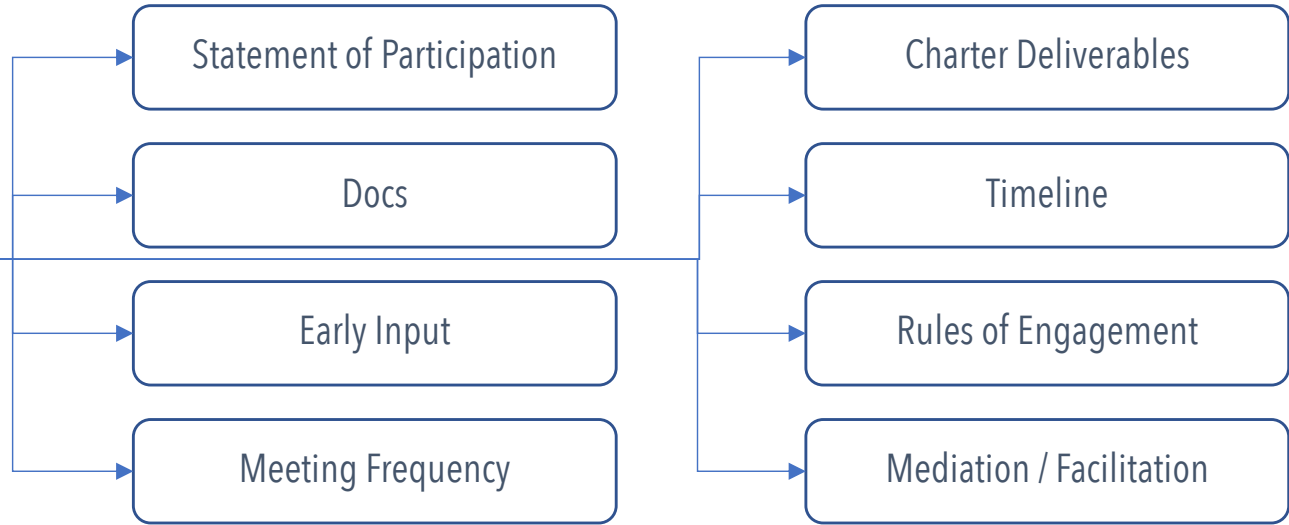 Statement of Participation
Docs
Early Input
Meeting Frequency
Charter Deliverables
Timeline
Rules of Engagement
Mediation / Facilitation